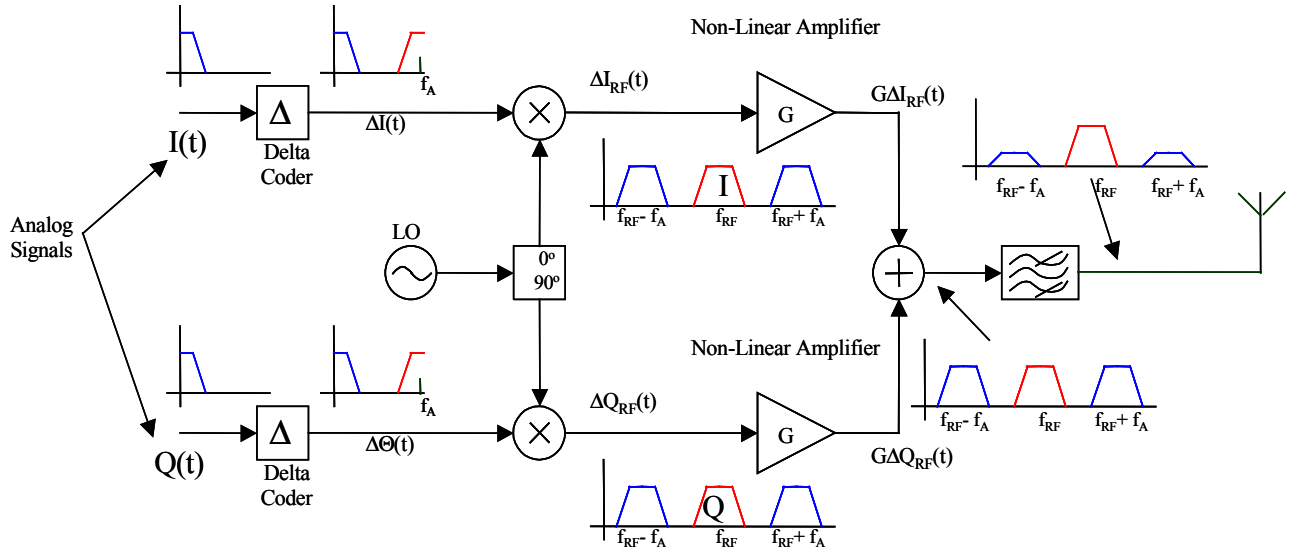 Non-Linear Amplifier
f_A
ΔI_RF(t)
GΔI_RF(t)
Δ
G
I(t)
ΔI(t)
Delta
Coder
I
f_RF- f_A
f_RF
f_RF+ f_A
f_RF- f_A
f_RF
f_RF+ f_A
Analog
Signals
LO
0º
90º
Non-Linear Amplifier
f_A
ΔQ_RF(t)
f_RF- f_A
f_RF
f_RF+ f_A
Δ
G
Q(t)
ΔΘ(t)
GΔQ_RF(t)
Delta
Coder
Q
f_RF- f_A
f_RF
f_RF+ f_A